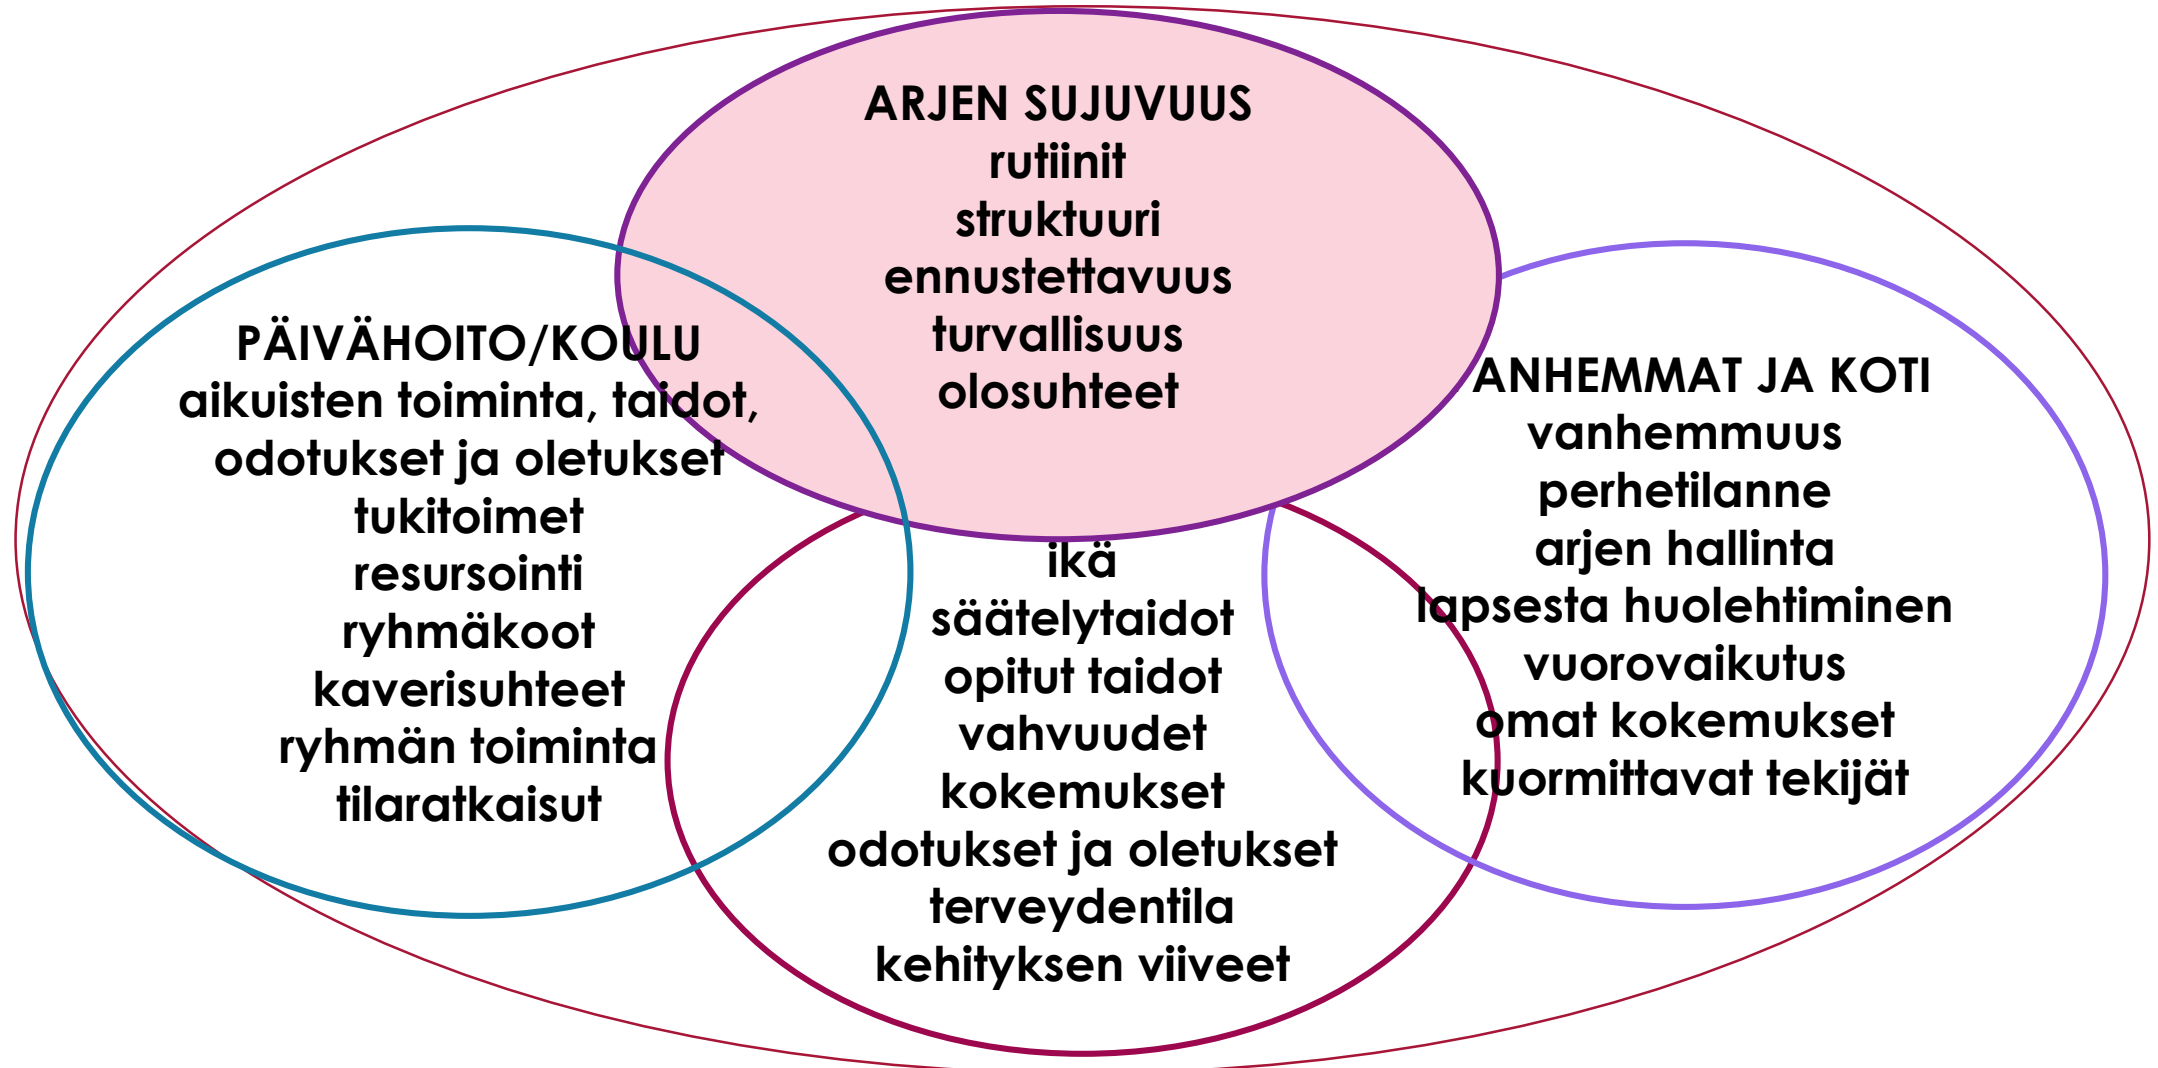 ARJEN SUJUVUUS
rutiinit
struktuuri
ennustettavuus
turvallisuus
olosuhteet
PÄIVÄHOITO/KOULU
aikuisten toiminta, taidot,
odotukset ja oletukset
tukitoimet
resursointi
ryhmäkoot
kaverisuhteet
ryhmän toiminta
tilaratkaisut
ikä
säätelytaidot
opitut taidot
vahvuudet
kokemukset
odotukset ja oletukset
terveydentila
kehityksen viiveet
ANHEMMAT JA KOTI
vanhemmuus
perhetilanne
arjen hallinta
lapsesta huolehtiminen
vuorovaikutus
omat kokemukset
kuormittavat tekijät